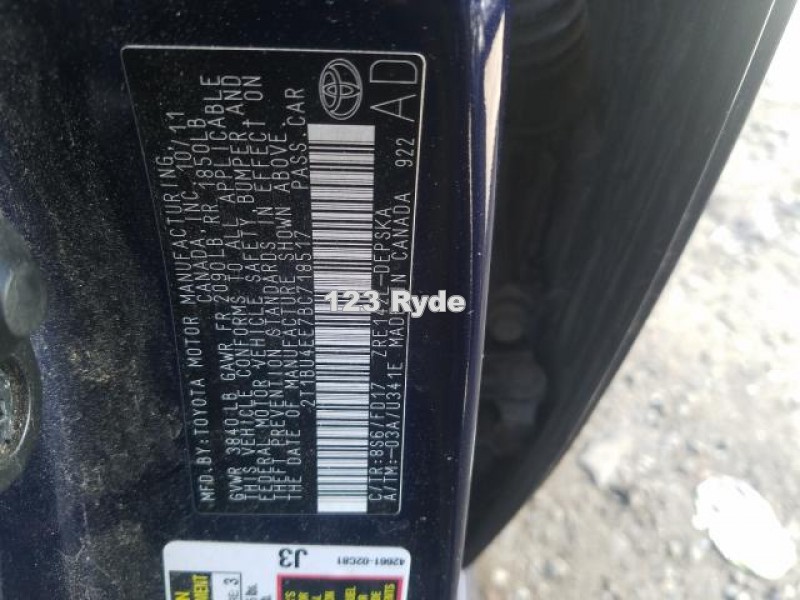 MFD.BY:TOYOTA MOTOR MANUFACTURING,
CANADA,INC. 10/11
GVWR 3840LB GAWR FR 2090LB RR 1850LB
THIS VEHICLE CONFORMS TO ALL APPLICABLE
FEDERAL MOTOR VEHICLE SAFETY BUMPER AND
THEFT PREVENTION STANDARDS IN EFFECT ON
THE DATE OF MANUFACTURE SHOWN ABOVE.
2T1BU4EE7BC718517 PASS.CAR
C/TR:8S6/FD17 ZRE142L-DEPSKA
A/TM:-03A/U341E MADE IN CANADA 922
AD
123 Ryde
42661-02C81
J3